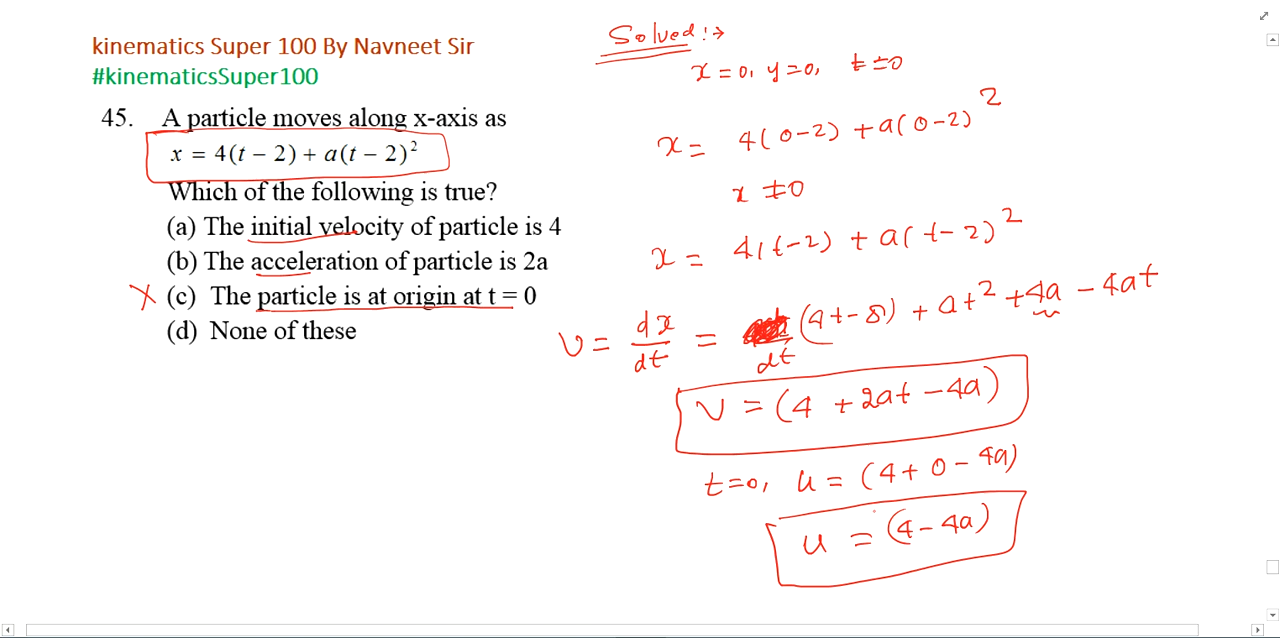 kinematics Super 100 By Navneet Sir
#kinematicsSuper100
45. A particle moves along x-axis as
x = 4(t − 2) + a(t − 2)²
Which of the following is true?
(a) The initial velocity of particle is 4
(b) The acceleration of particle is 2a
(c) The particle is at origin at t = 0
(d) None of these
Solved :→
x = 0, y = 0, t = 0
x = 4(0-2) + a(0-2)²
x ≠ 0
x = 4(t-2) + a(t-2)²
v = dx/dt = /dt (4t-8) + at² + 4a - 4at
v = (4 + 2at - 4a)
t=0, u = (4+0-4a)
u = (4-4a)